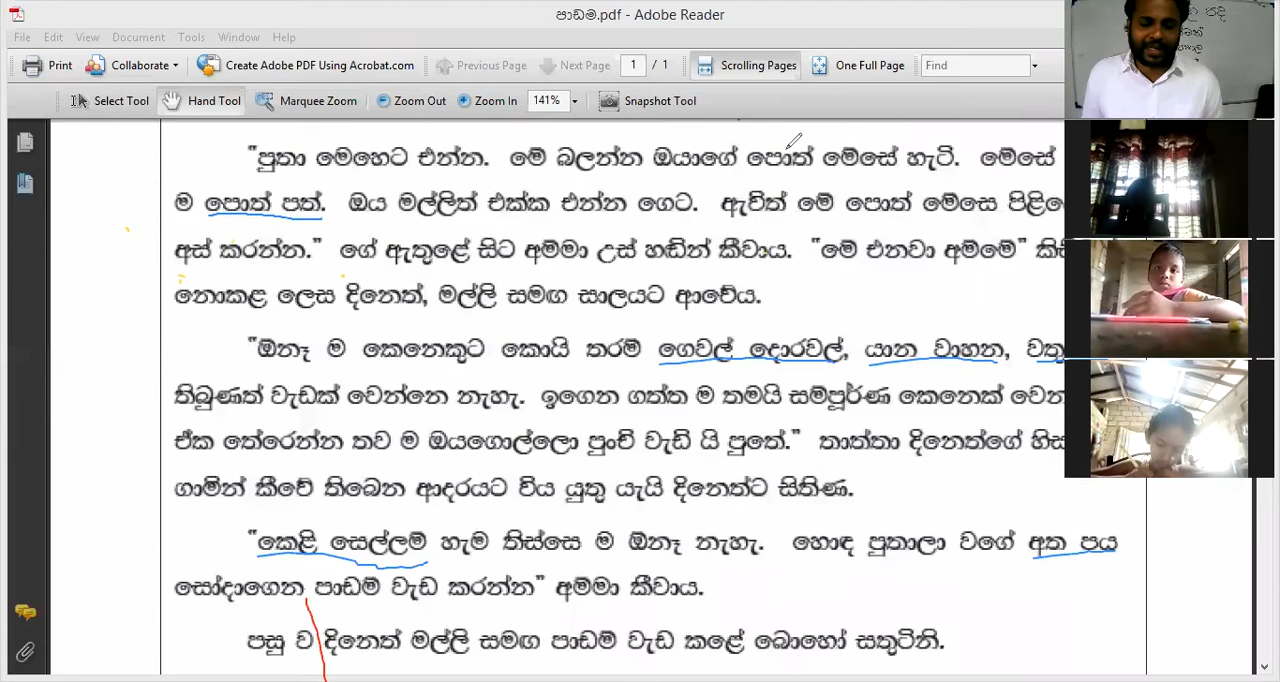 පාඩම.pdf - Adobe Reader
File Edit View Document Tools Window Help
Print Collaborate Create Adobe PDF Using Acrobat.com Previous Page Next Page 1 / 1 Scrolling Pages One Full Page Find
Select Tool Hand Tool Marquee Zoom Zoom Out Zoom In 141% Snapshot Tool
"පුතා මෙහෙට එන්න. මේ බලන්න ඔයාගේ පොත් මේසේ හැටි. මේසේ
ම පොත් පත්. ඔය මල්ලිත් එක්ක එන්න ගෙට. ඇවිත් මේ පොත් මේසෙ
අස් කරන්න." ගේ ඇතුළේ සිට අම්මා උස් හඬින් කීවාය. "මේ එනවා අම්මේ"
නොකළ ලෙස දිනෙත්, මල්ලි සමඟ සාලයට ආවේය.
"ඕනෑ ම කෙනෙකුට කොයි තරම් ගෙවල් දොරවල්, යාන වාහන,
තිබුණත් වැඩක් වෙන්නෙ නැහැ. ඉගෙන ගත්ත ම තමයි සම්පූර්ණ කෙනෙක්
ඒක තේරෙන්න තව ම ඔයගොල්ලො පුංචි වැඩි යි පුතේ." තාත්තා දිනෙත්ගේ
ගාමින් කීවේ තිබෙන ආදරයට විය යුතු යැයි දිනෙත්ට සිතිණ.
"කෙළි සෙල්ලම් හැම තිස්සෙ ම ඕනෑ නැහැ. හොඳ පුතාලා වගේ අත පය
සෝදාගෙන පාඩම් වැඩ කරන්න" අම්මා කීවාය.
පසු ව දිනෙත් මල්ලි සමඟ පාඩම් වැඩ කළේ බොහෝ සතුටිනි.